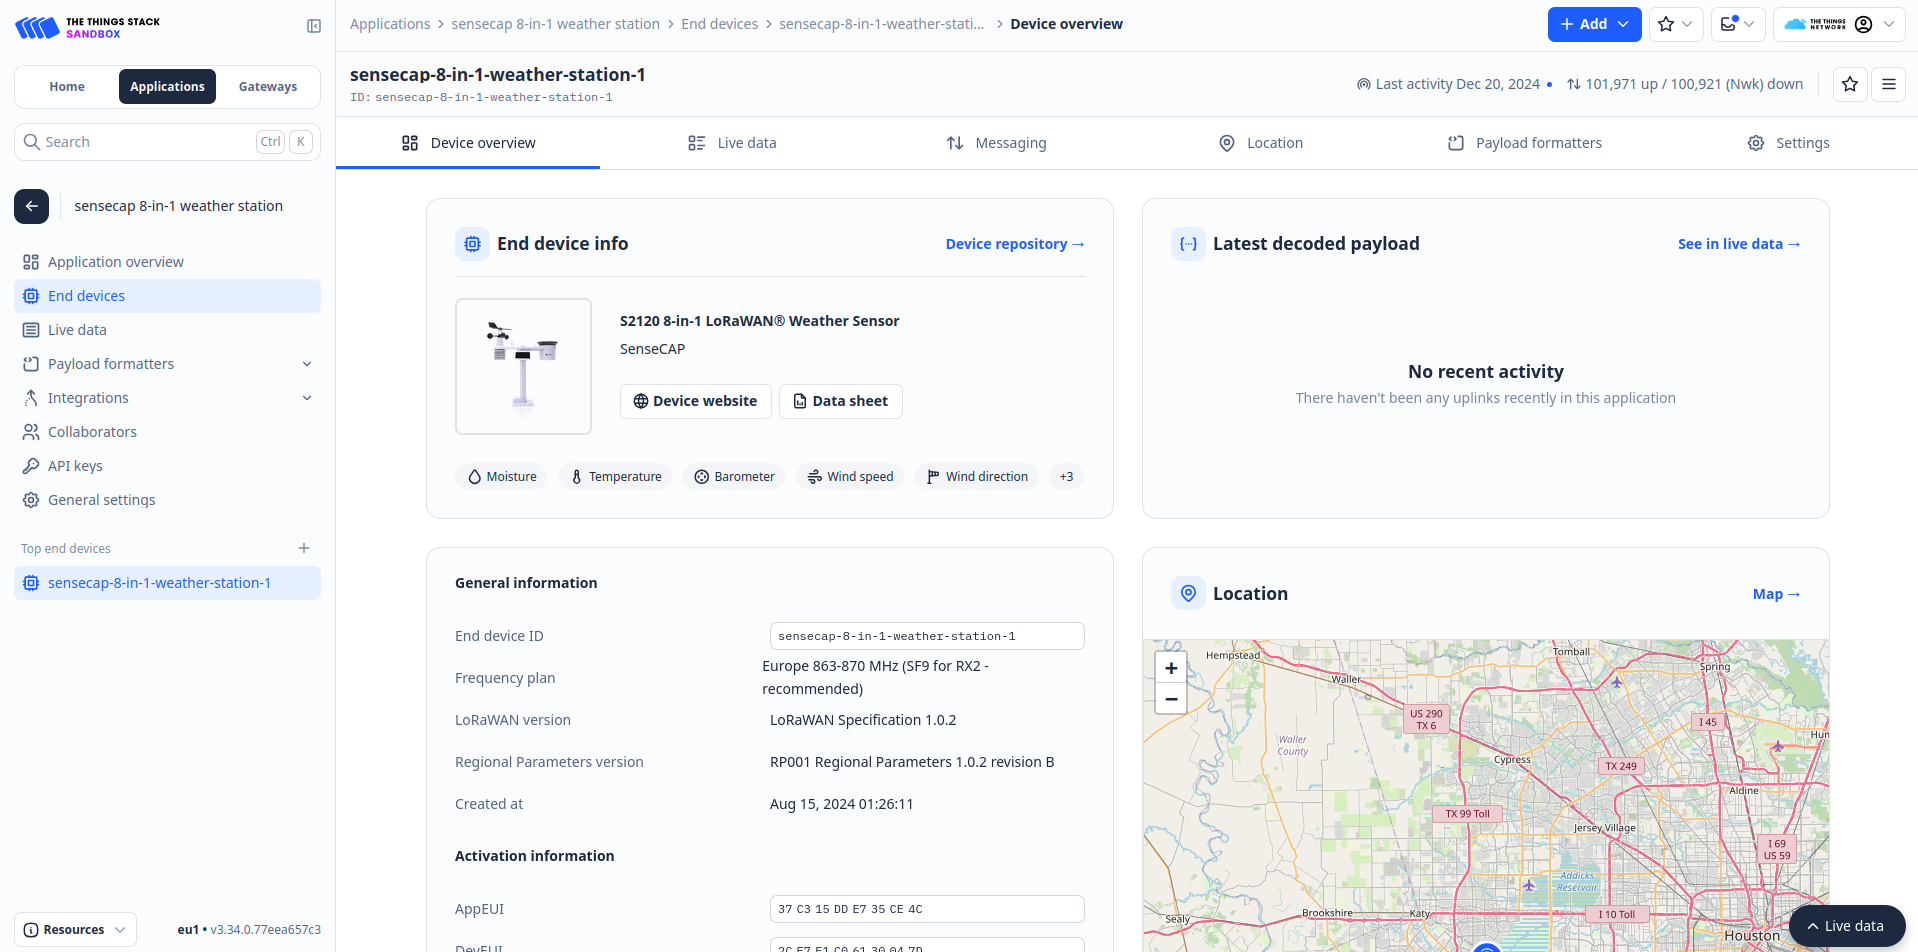 THE THINGS STACK
SANDBOX
Home
Applications
Gateways
Search
Ctrl
K
sensecap 8-in-1 weather station
Application overview
End devices
Live data
Payload formatters
Integrations
Collaborators
API keys
General settings
Top end devices
sensecap-8-in-1-weather-station-1
Resources
eu1 • v3.34.0.77eea657c3
Applications > sensecap 8-in-1 weather station > End devices > sensecap-8-in-1-weather-stati... > Device overview
+ Add
THE THINGS
NETWORK
sensecap-8-in-1-weather-station-1
ID: sensecap-8-in-1-weather-station-1
Last activity Dec 20, 2024 • 101,971 up / 100,921 (Nwk) down
Device overview
Live data
Messaging
Location
Payload formatters
Settings
End device info
Device repository →
S2120 8-in-1 LoRaWAN® Weather Sensor
SenseCAP
Device website
Data sheet
Moisture
Temperature
Barometer
Wind speed
Wind direction
+3
Latest decoded payload
See in live data →
No recent activity
There haven't been any uplinks recently in this application
General information
End device ID
sensecap-8-in-1-weather-station-1
Frequency plan
Europe 863-870 MHz (SF9 for RX2 -
recommended)
LoRaWAN version
LoRaWAN Specification 1.0.2
Regional Parameters version
RP001 Regional Parameters 1.0.2 revision B
Created at
Aug 15, 2024 01:26:11
Activation information
AppEUI
37 C3 15 DD E7 35 CE 4C
Location
Map →
+
−
Hempstead
Tomball
Spring
Waller
US 290
TX 6
I 45
Hum
Waller
County
Cypress
TX 249
Aldine
TX 99 Toll
Jersey Village
I 69
US 59
Addicks
Reservoir
Sealy
Brookshire
Katy
I 10 Toll
Houston
Live data